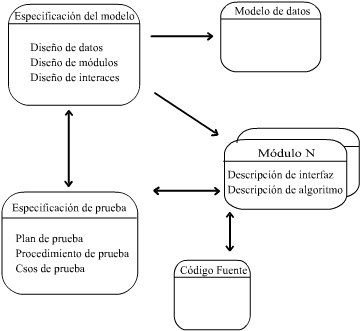 Especificación del modelo
Diseño de datos
Diseño de módulos
Diseño de interaces
Modelo de datos
Módulo N
Descripción de interfaz
Descripción de algoritmo
Especificación de prueba
Plan de prueba
Procedimiento de prueba
Csos de prueba
Código Fuente